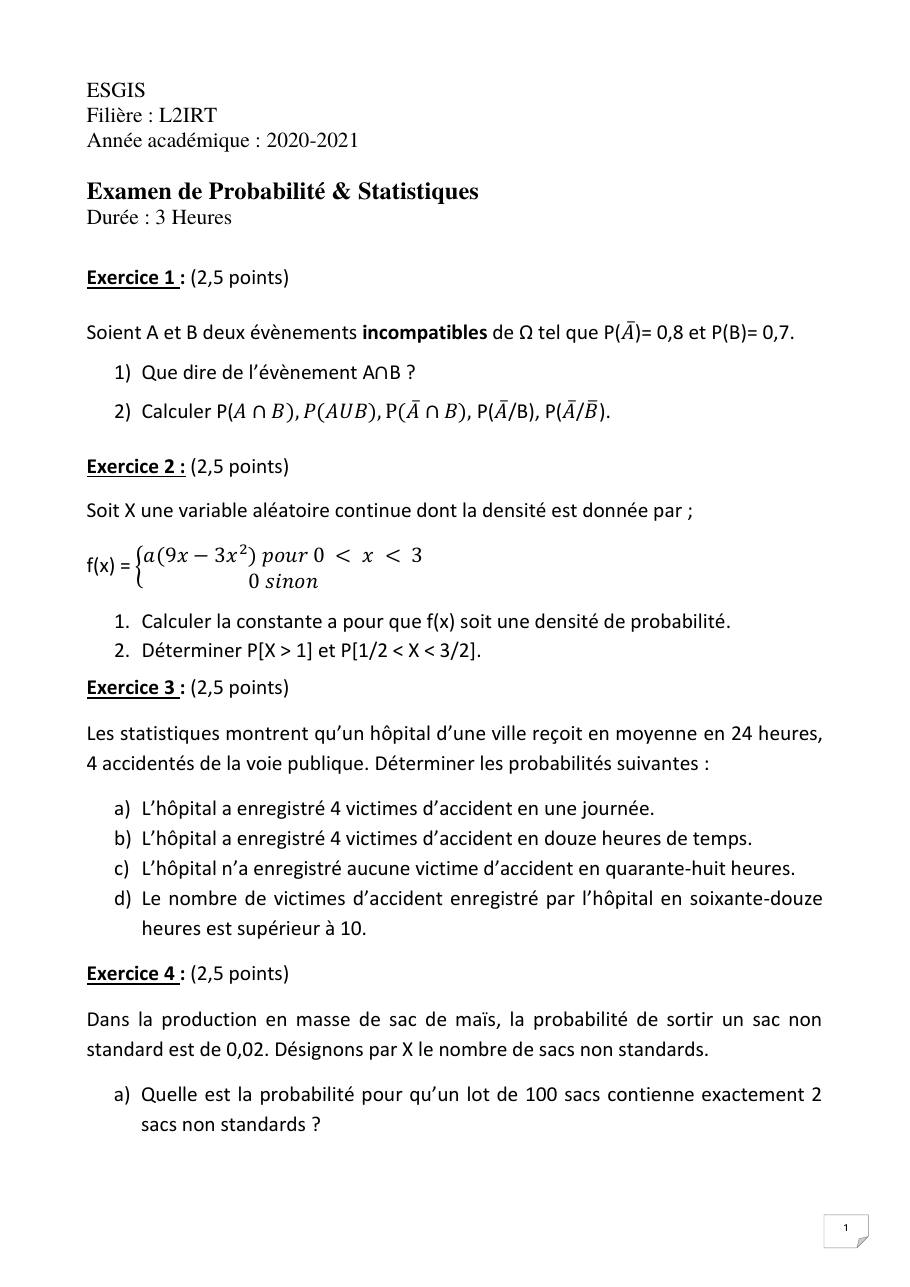 ESGIS
Filière : L2IRT
Année académique : 2020-2021
Examen de Probabilité & Statistiques
Durée : 3 Heures
Exercice 1 : (2,5 points)
Soient A et B deux évènements incompatibles de Ω tel que P(Ā)= 0,8 et P(B)= 0,7.
1) Que dire de l’évènement A∩B ?
2) Calculer P(A ∩ B), P(AUB), P(Ā ∩ B), P(Ā/B), P(Ā/B̄).
Exercice 2 : (2,5 points)
Soit X une variable aléatoire continue dont la densité est donnée par ;
f(x) = {a(9x − 3x²) pour 0 < x < 3
0 sinon
1. Calculer la constante a pour que f(x) soit une densité de probabilité.
2. Déterminer P[X > 1] et P[1/2 < X < 3/2].
Exercice 3 : (2,5 points)
Les statistiques montrent qu’un hôpital d’une ville reçoit en moyenne en 24 heures,
4 accidentés de la voie publique. Déterminer les probabilités suivantes :
a) L’hôpital a enregistré 4 victimes d’accident en une journée.
b) L’hôpital a enregistré 4 victimes d’accident en douze heures de temps.
c) L’hôpital n’a enregistré aucune victime d’accident en quarante-huit heures.
d) Le nombre de victimes d’accident enregistré par l’hôpital en soixante-douze
heures est supérieur à 10.
Exercice 4 : (2,5 points)
Dans la production en masse de sac de maïs, la probabilité de sortir un sac non
standard est de 0,02. Désignons par X le nombre de sacs non standards.
a) Quelle est la probabilité pour qu’un lot de 100 sacs contienne exactement 2
sacs non standards ?
1